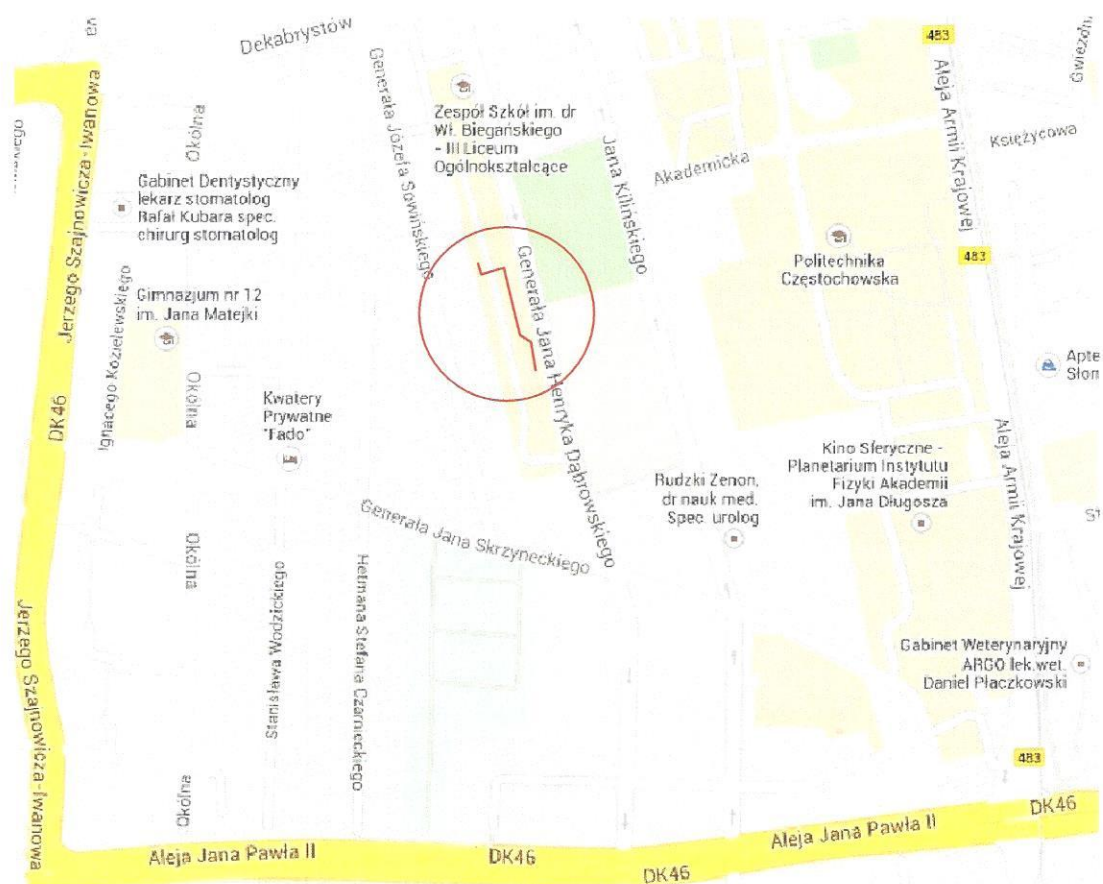 Dekabrystów
Generała Józefa Sowińskiego
483
Zespół Szkół im. dr
Wł. Biegańskiego
- III Liceum
Ogólnokształcące
Jana Kilińskiego
Akademicka
Aleja Armii Krajowej
Księżycowa
Jerzego Szajnowicza-Iwanowa
Okólna
Gabinet Dentystyczny
lekarz stomatolog
Rafał Kubara spec.
chirurg stomatolog
Generała Jana Henryka Dąbrowskiego
Politechnika
Częstochowska
483
Gimnazjum nr 12
im. Jana Matejki
Ignacego Kozielewskiego
DK46
Okólna
Kwatery
Prywatne
"Fado"
Apte
Słon
Kino Sferyczne -
Planetarium Instytutu
Fizyki Akademii
im. Jana Długosza
Rudzki Zenon,
dr nauk med.
Spec. urolog
Aleja Armii Krajowej
Generała Jana Skrzyneckiego
Okólna
Stanisława Wodzickiego
Hetmana Stefana Czarnieckiego
Jerzego Szajnowicza-Iwanowa
Gabinet Weterynaryjny
ARGO lek.wet.
Daniel Płaczkowski
483
Okólna
DK46
Aleja Jana Pawła II
Aleja Jana Pawła II
DK46
DK46